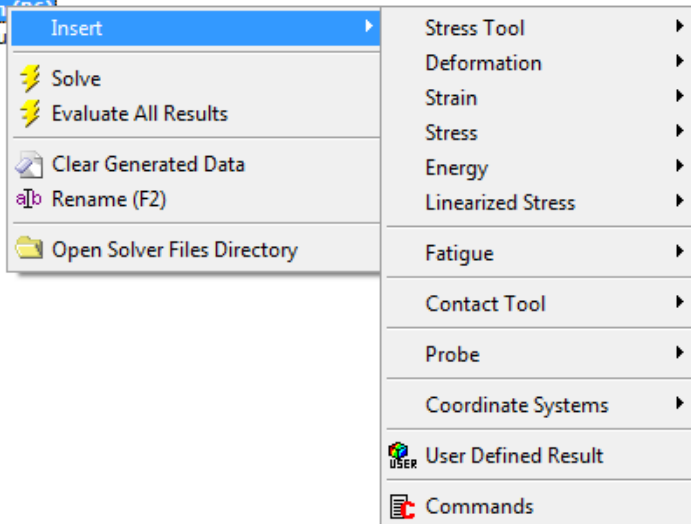 Insert
Solve
Evaluate All Results
Clear Generated Data
Rename (F2)
Open Solver Files Directory
Stress Tool
Deformation
Strain
Stress
Energy
Linearized Stress
Fatigue
Contact Tool
Probe
Coordinate Systems
USER User Defined Result
Commands